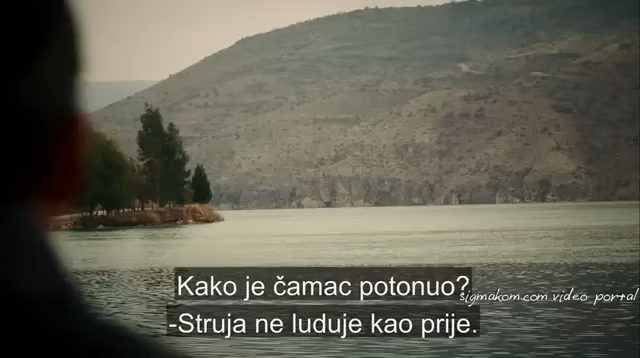 Kako je čamac potonuo?
sigmakom.com video portal
-Struja ne luduje kao prije.